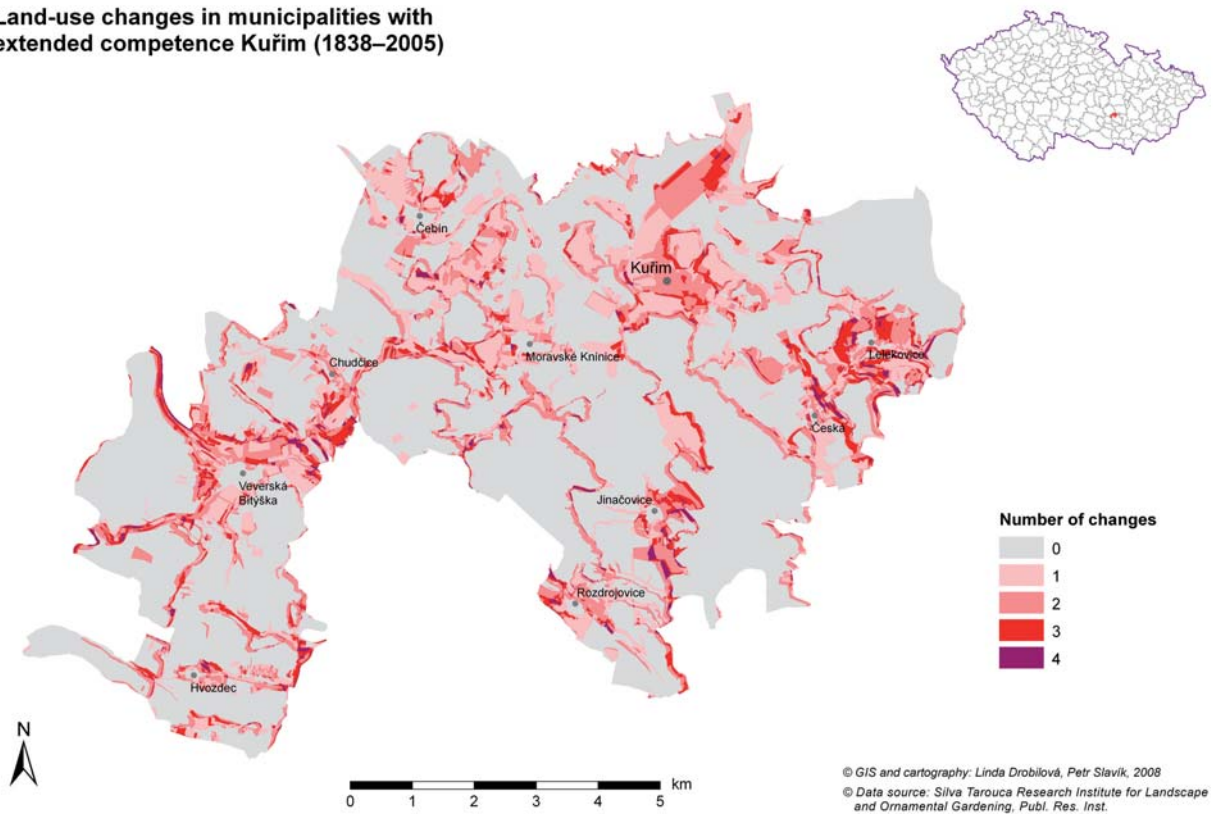 Land-use changes in municipalities with
extended competence Kuřim (1838–2005)
Čebín
Kuřim
Moravské Knínice
Lelekovice
Chudčice
Česká
Veverská
Bítýška
Jinačovice
Rozdrojovice
Hvozdec
Number of changes
0
1
2
3
4
N
km
0 1 2 3 4 5
© GIS and cartography: Linda Drobilová, Petr Slavík, 2008
© Data source: Silva Tarouca Research Institute for Landscape
and Ornamental Gardening, Publ. Res. Inst.